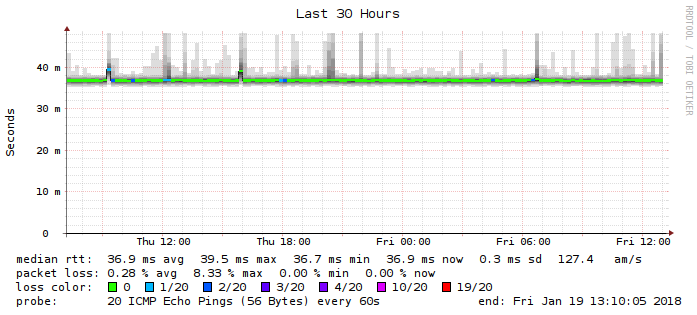 Last 30 Hours
RRDTOOL / TOBI OETIKER
Seconds
40 m
30 m
20 m
10 m
0
Thu 12:00 Thu 18:00 Fri 00:00 Fri 06:00 Fri 12:00
median rtt: 36.9 ms avg 39.5 ms max 36.7 ms min 36.9 ms now 0.3 ms sd 127.4 am/s
packet loss: 0.28 % avg 8.33 % max 0.00 % min 0.00 % now
loss color: 0 1/20 2/20 3/20 4/20 10/20 19/20
probe: 20 ICMP Echo Pings (56 Bytes) every 60s end: Fri Jan 19 13:10:05 2018